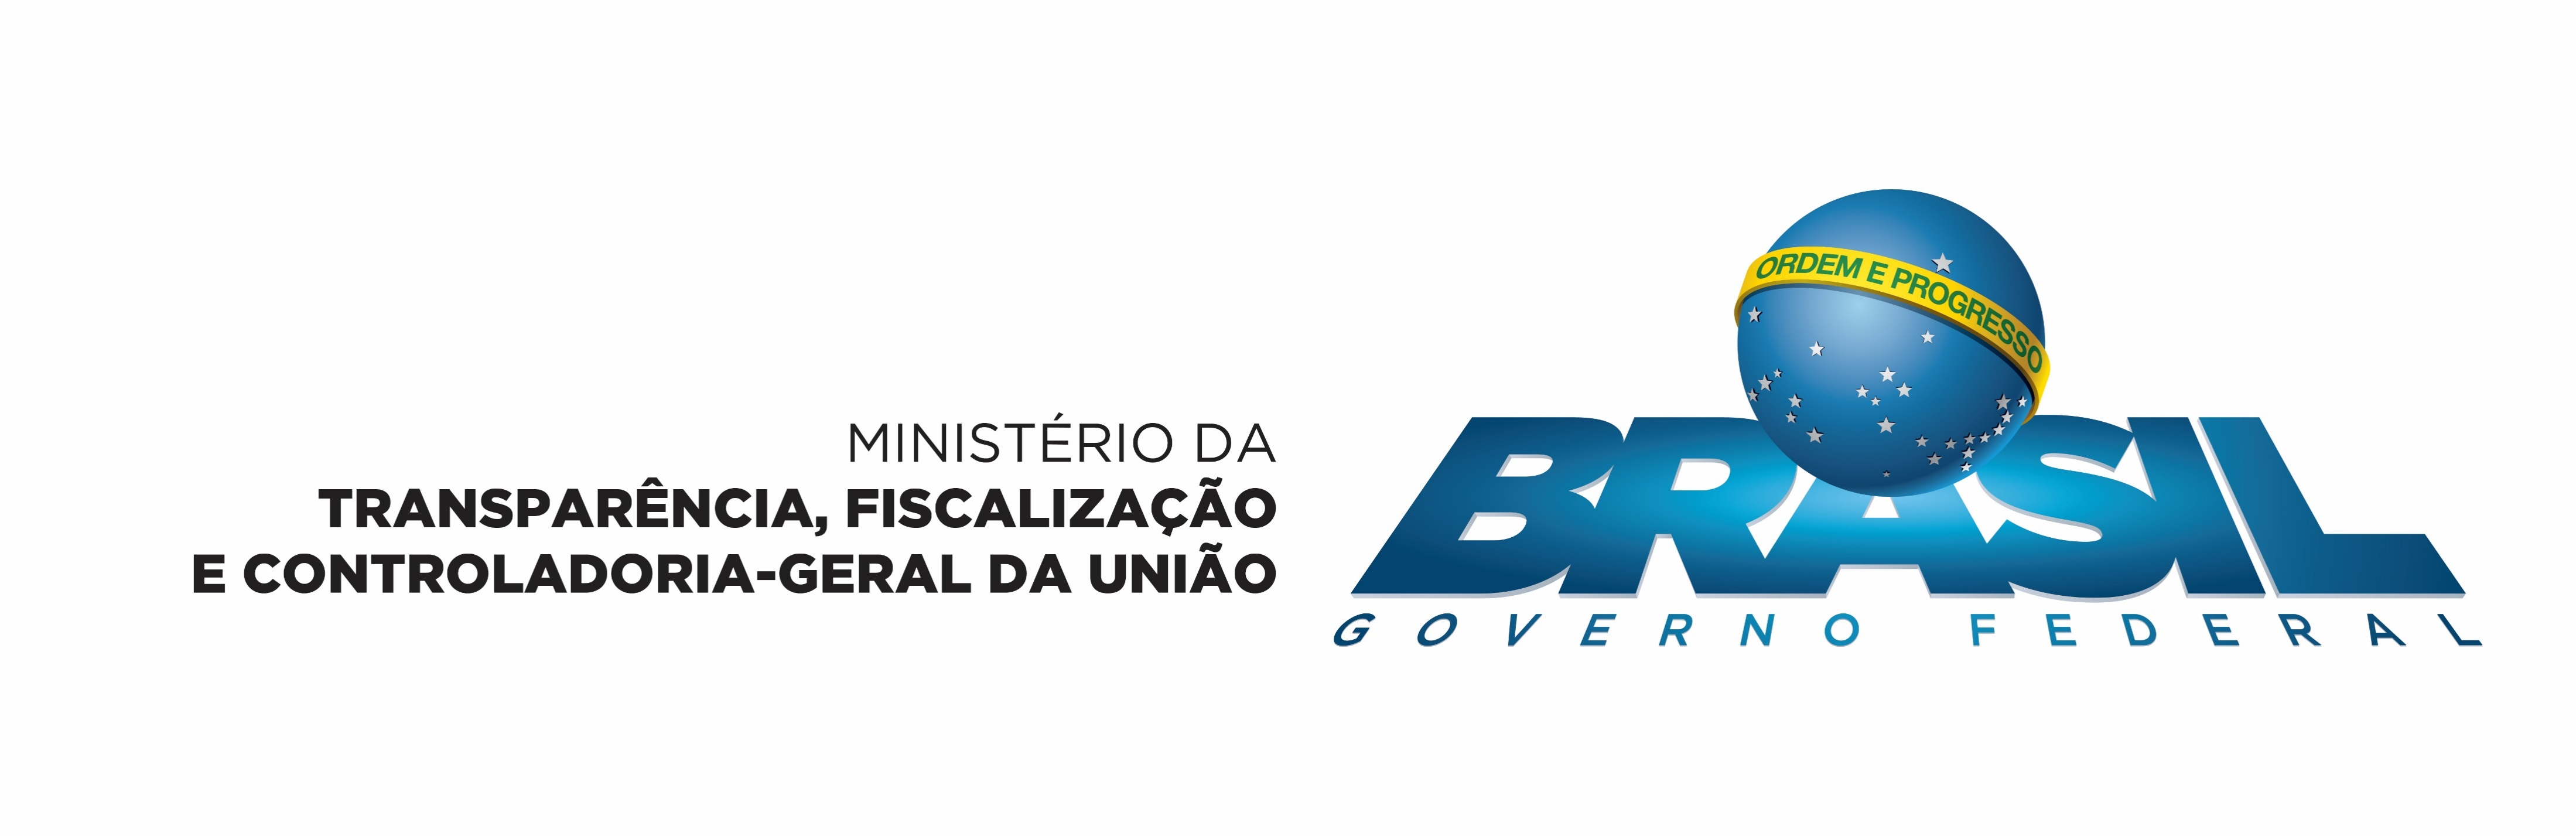 MINISTÉRIO DA
TRANSPARÊNCIA, FISCALIZAÇÃO
E CONTROLADORIA-GERAL DA UNIÃO
ORDEM E PROGRESSO
BRASIL
GOVERNO FEDERAL